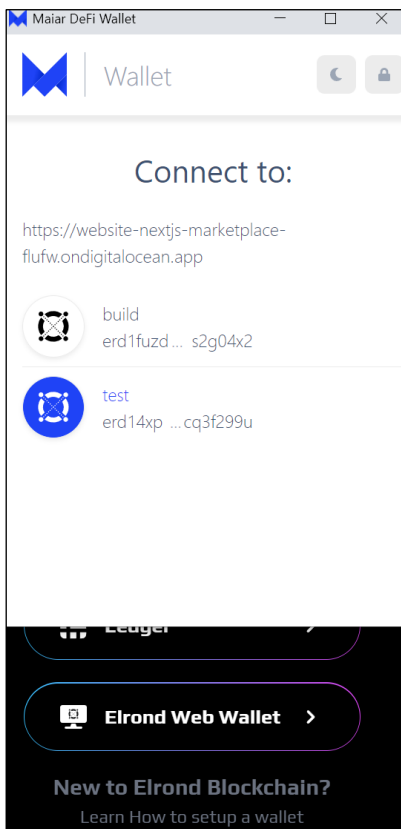 Maiar DeFi Wallet
Wallet
Connect to:
https://website-nextjs-marketplace-
flufw.ondigitalocean.app
build
erd1fuzd... s2g04x2
test
erd14xp ...cq3f299u
Ledger
Elrond Web Wallet
New to Elrond Blockchain?
Learn How to setup a wallet